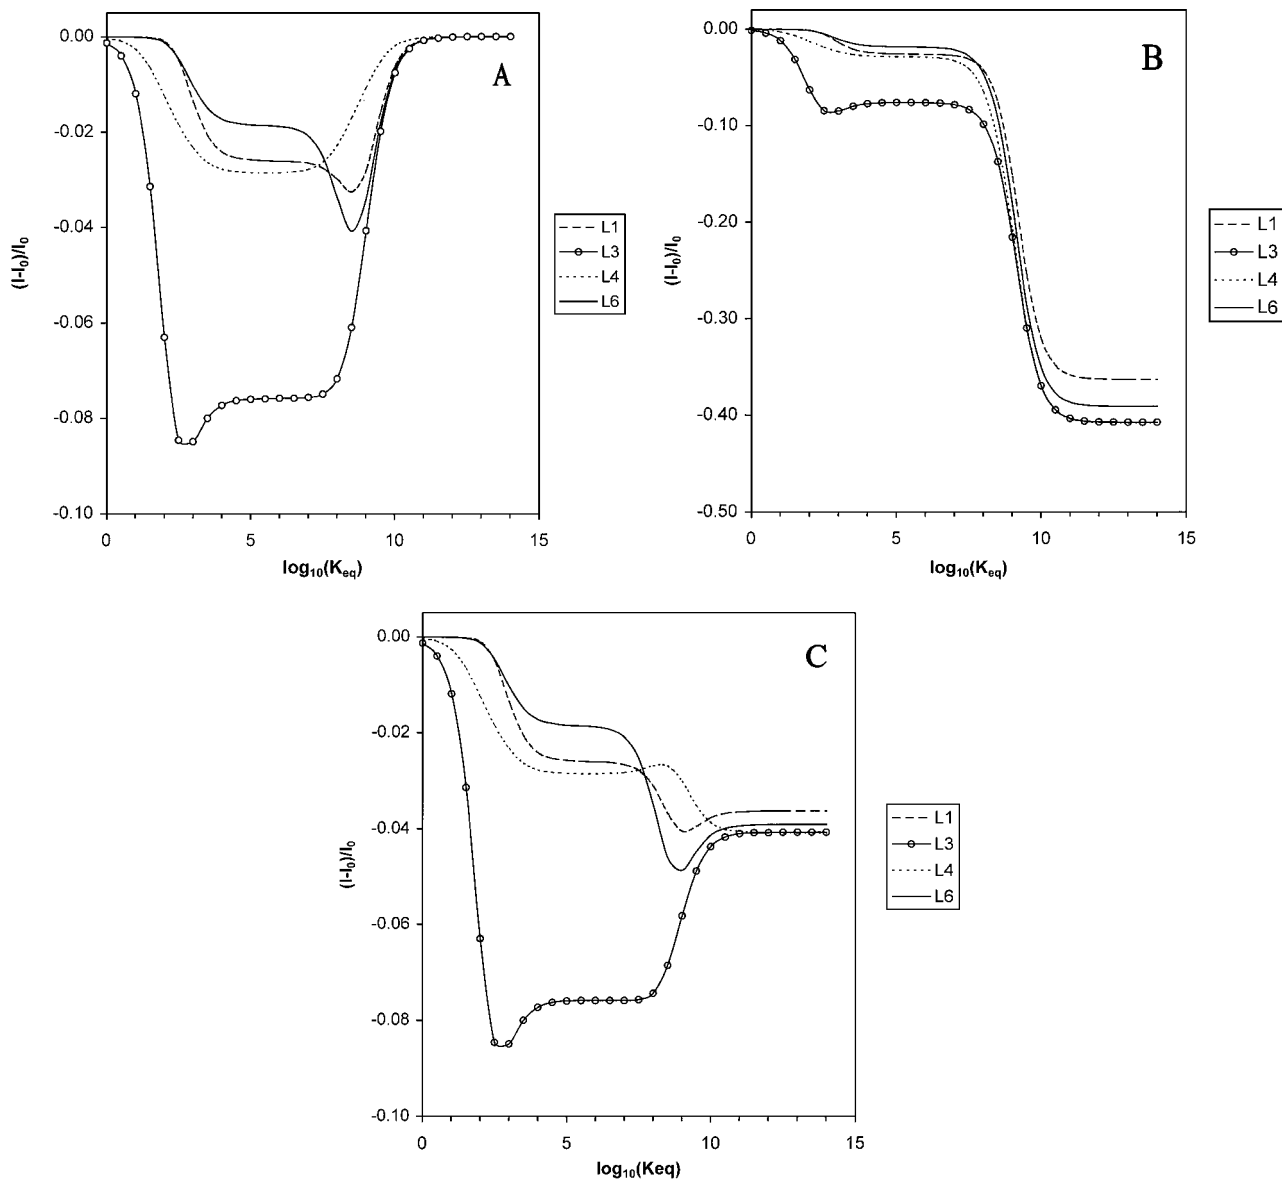 A
0.00
-0.02
-0.04
-0.06
-0.08
-0.10
(I-I₀)/I₀
0 5 10 15
log₁₀(Kₑq)
L1
L3
L4
L6
B
0.00
-0.10
-0.20
-0.30
-0.40
-0.50
(I-I₀)/I₀
0 5 10 15
log₁₀(Kₑq)
L1
L3
L4
L6
C
0.00
-0.02
-0.04
-0.06
-0.08
-0.10
(I-I₀)/I₀
0 5 10 15
log₁₀(Keq)
L1
L3
L4
L6